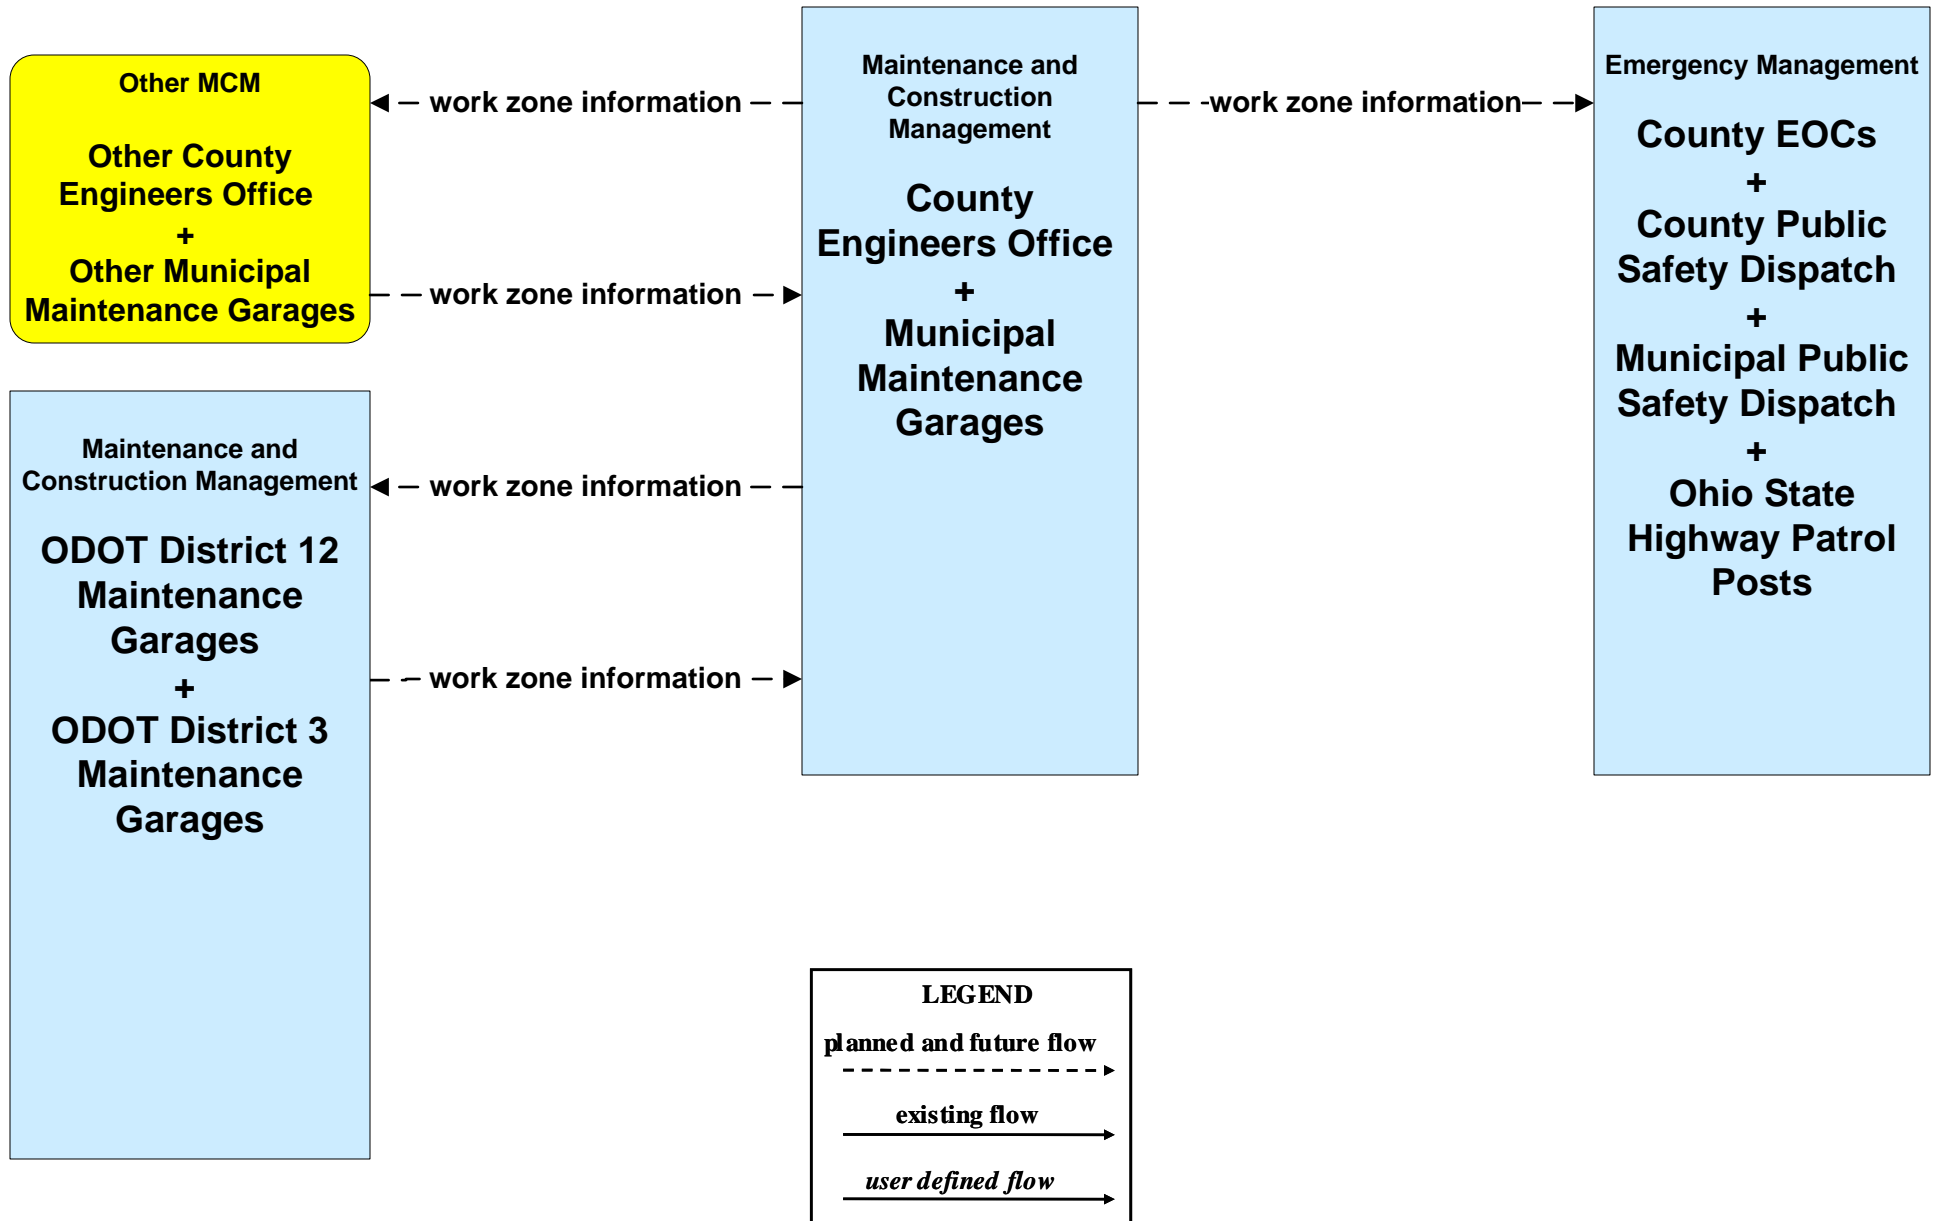 Other MCM
Other County
Engineers Office
+
Other Municipal
Maintenance Garages
work zone information
work zone information
Maintenance and
Construction Management
ODOT District 12
Maintenance
Garages
+
ODOT District 3
Maintenance
Garages
work zone information
work zone information
Maintenance and
Construction
Management
County
Engineers Office
+
Municipal
Maintenance
Garages
work zone information
Emergency Management
County EOCs
+
County Public
Safety Dispatch
+
Municipal Public
Safety Dispatch
+
Ohio State
Highway Patrol
Posts
LEGEND
planned and future flow
existing flow
user defined flow